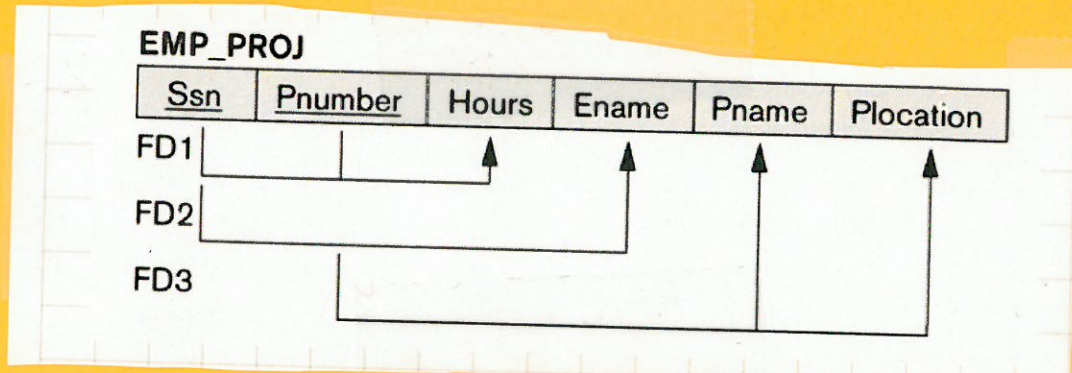 EMP_PROJ
Ssn Pnumber Hours Ename Pname Plocation
FD1
FD2
FD3